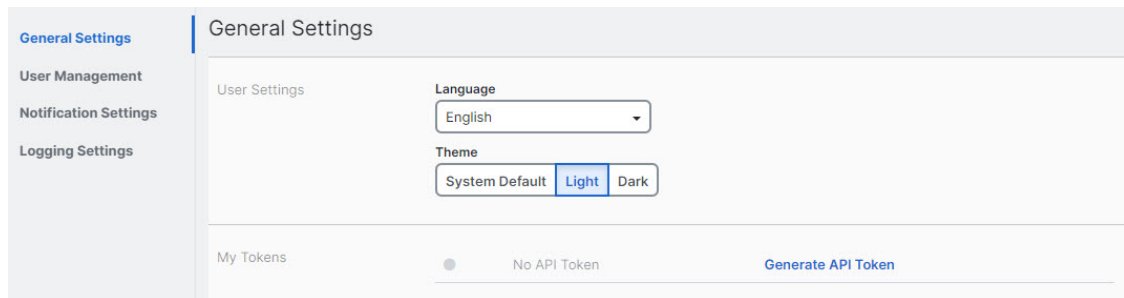 General Settings
User Management
Notification Settings
Logging Settings
General Settings
User Settings
Language
English
Theme
System Default Light Dark
My Tokens
No API Token Generate API Token